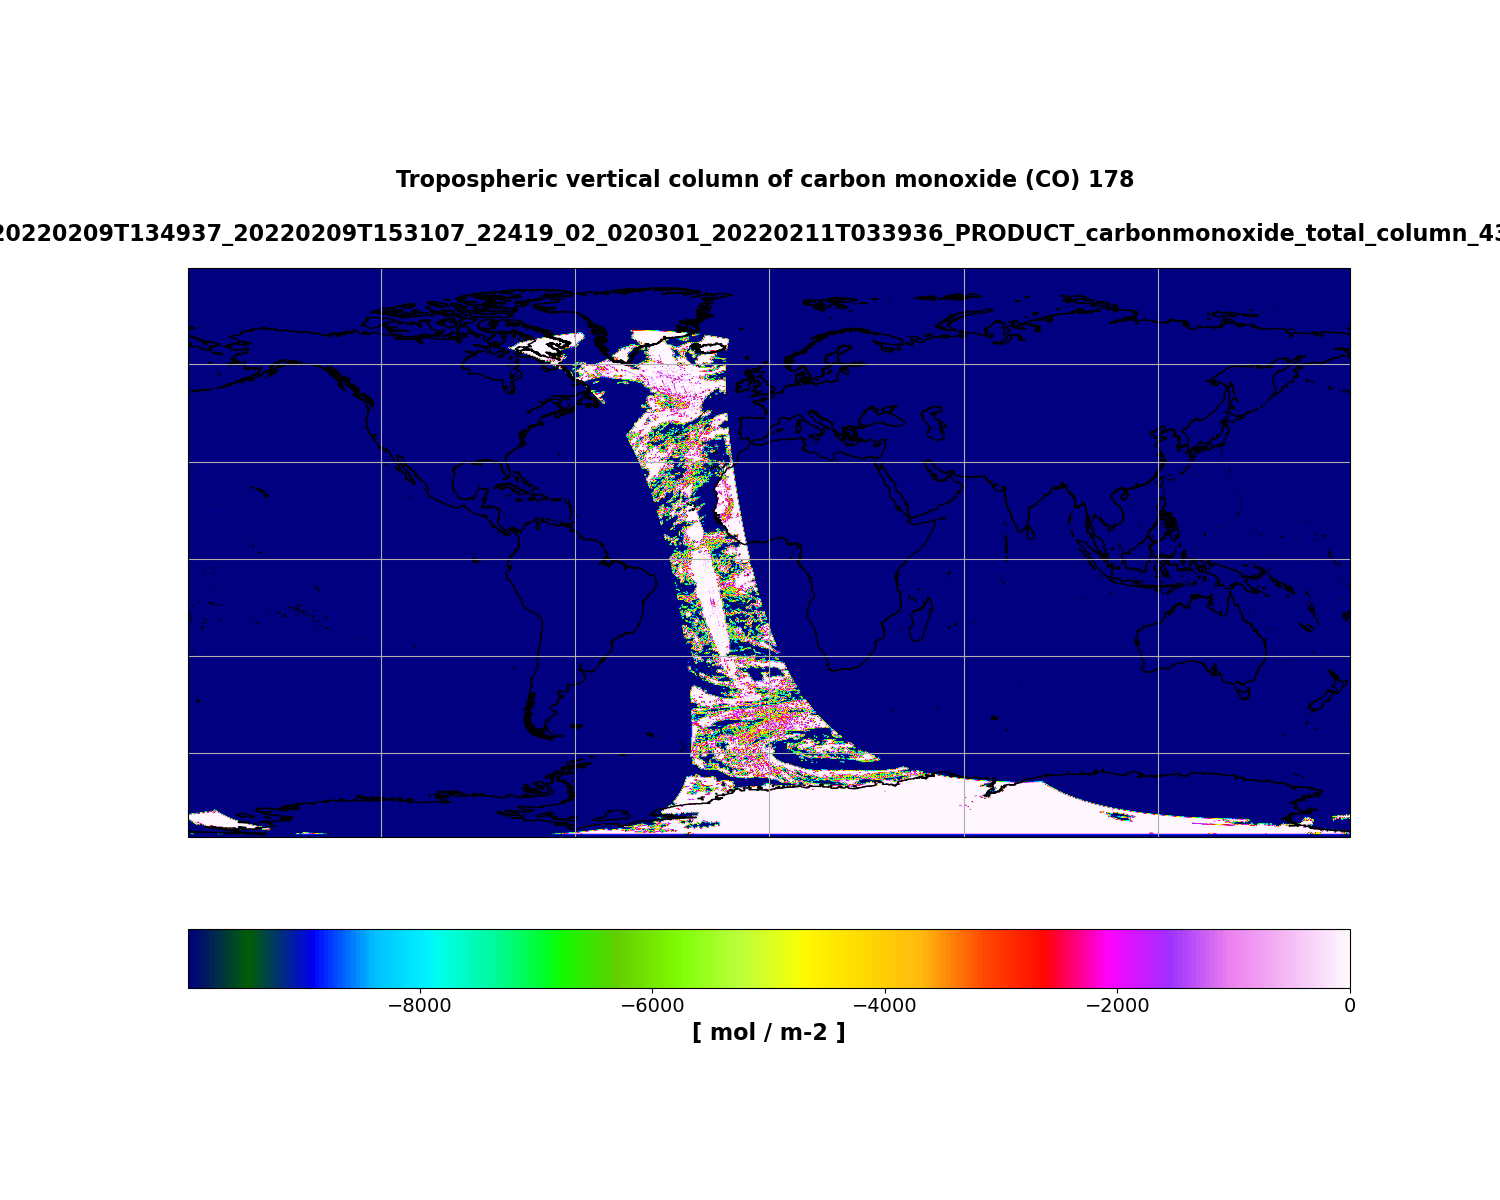 Tropospheric vertical column of carbon monoxide (CO) 178
20220209T134937_20220209T153107_22419_02_020301_20220211T033936_PRODUCT_carbonmonoxide_total_column_43
−8000 −6000 −4000 −2000 0
[ mol / m-2 ]